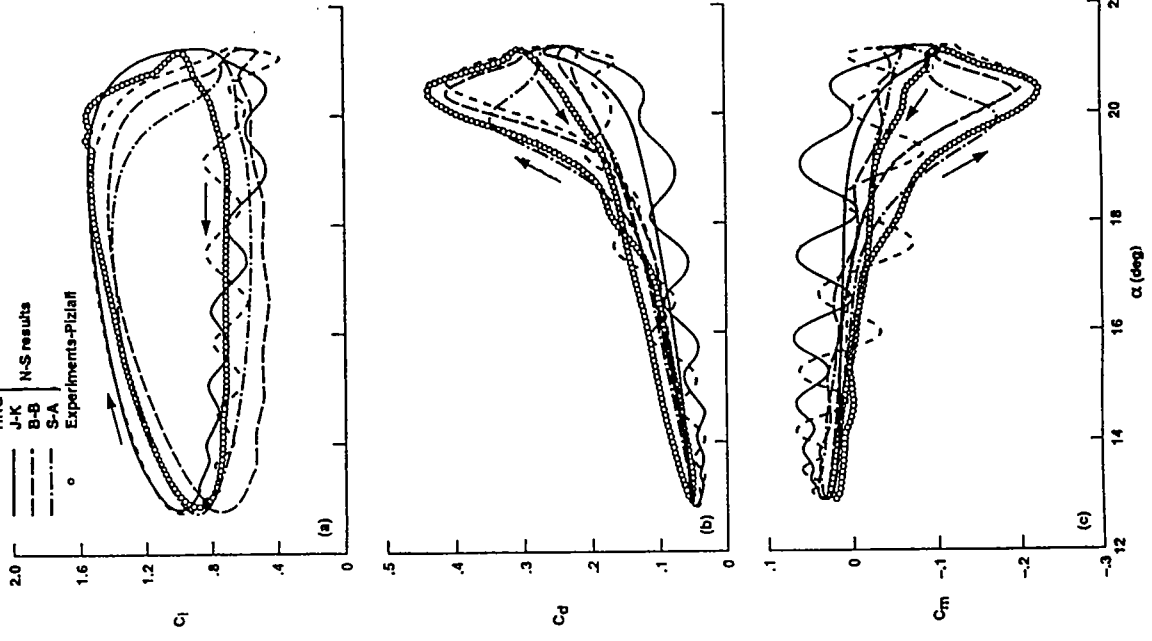 J-K
B-B
S-A
N-S results
Experiments-Piziali
2.0
1.6
1.2
.8
.4
0
Cl
(a)
.5
.4
.3
.2
.1
0
Cd
(b)
.1
0
-.1
-.2
-.3
Cm
(c)
12
14
16
18
20
α (deg)